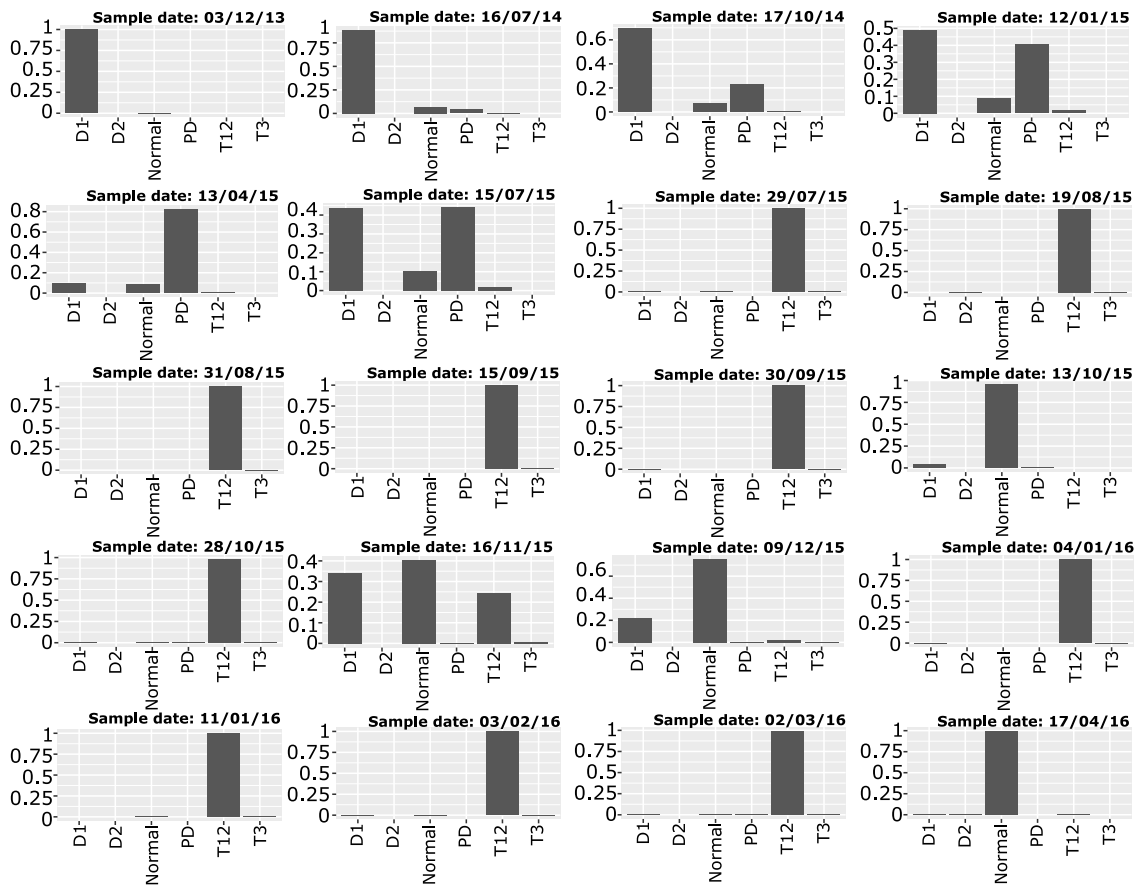 Sample date: 03/12/13
1
0.75
0.5
0.25
0
D1
D2
Normal
PD
T12
T3
Sample date: 16/07/14
1
0.75
0.5
0.25
0
D1
D2
Normal
PD
T12
T3
Sample date: 17/10/14
0.6
0.4
0.2
0
D1
D2
Normal
PD
T12
T3
Sample date: 12/01/15
0.5
0.4
0.3
0.2
0.1
0
D1
D2
Normal
PD
T12
T3
Sample date: 13/04/15
0.8
0.6
0.4
0.2
0
D1
D2
Normal
PD
T12
T3
Sample date: 15/07/15
0.4
0.3
0.2
0.1
0
D1
D2
Normal
PD
T12
T3
Sample date: 29/07/15
1
0.75
0.5
0.25
0
D1
D2
Normal
PD
T12
T3
Sample date: 19/08/15
1
0.75
0.5
0.25
0
D1
D2
Normal
PD
T12
T3
Sample date: 31/08/15
1
0.75
0.5
0.25
0
D1
D2
Normal
PD
T12
T3
Sample date: 15/09/15
1
0.75
0.5
0.25
0
D1
D2
Normal
PD
T12
T3
Sample date: 30/09/15
1
0.75
0.5
0.25
0
D1
D2
Normal
PD
T12
T3
Sample date: 13/10/15
1
0.75
0.5
0.25
0
D1
D2
Normal
PD
T12
T3
Sample date: 28/10/15
1
0.75
0.5
0.25
0
D1
D2
Normal
PD
T12
T3
Sample date: 16/11/15
0.4
0.3
0.2
0.1
0
D1
D2
Normal
PD
T12
T3
Sample date: 09/12/15
0.6
0.4
0.2
0
D1
D2
Normal
PD
T12
T3
Sample date: 04/01/16
1
0.75
0.5
0.25
0
D1
D2
Normal
PD
T12
T3
Sample date: 11/01/16
1
0.75
0.5
0.25
0
D1
D2
Normal
PD
T12
T3
Sample date: 03/02/16
1
0.75
0.5
0.25
0
D1
D2
Normal
PD
T12
T3
Sample date: 02/03/16
1
0.75
0.5
0.25
0
D1
D2
Normal
PD
T12
T3
Sample date: 17/04/16
1
0.75
0.5
0.25
0
D1
D2
Normal
PD
T12
T3